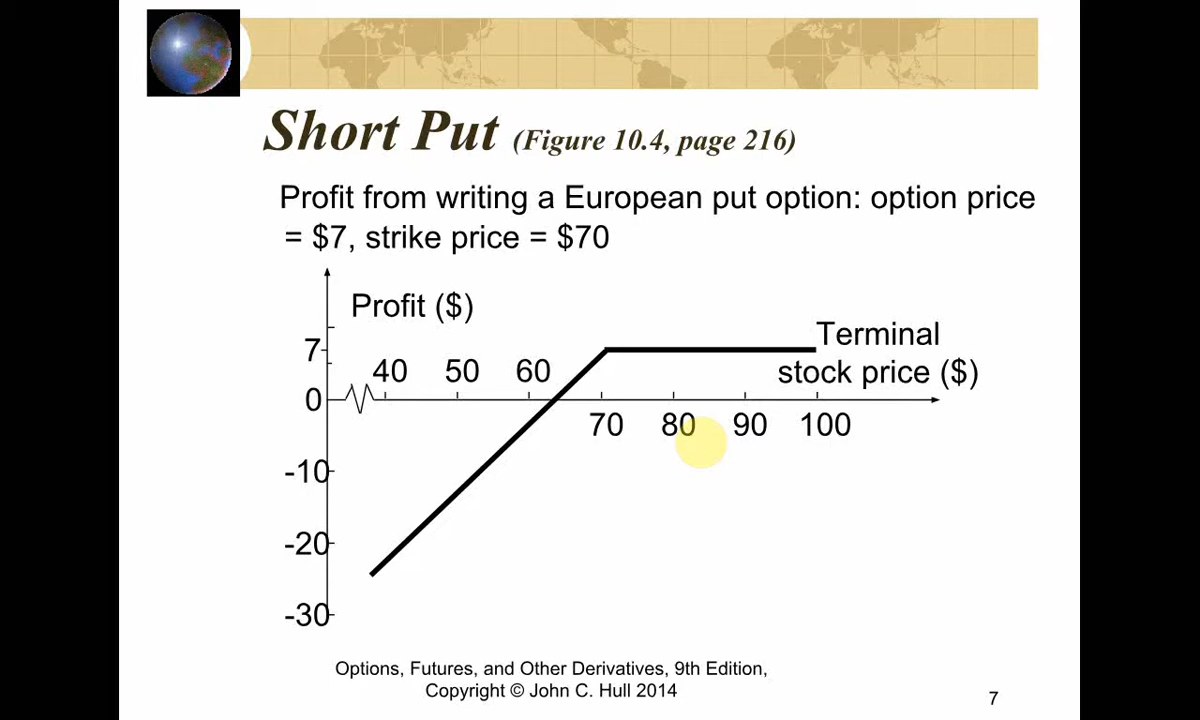 Short Put (Figure 10.4, page 216)
Profit from writing a European put option: option price
= $7, strike price = $70
Profit ($)
Terminal
7
40 50 60
stock price ($)
0
70 80 90 100
-10
-20
-30
Options, Futures, and Other Derivatives, 9th Edition,
Copyright © John C. Hull 2014
7